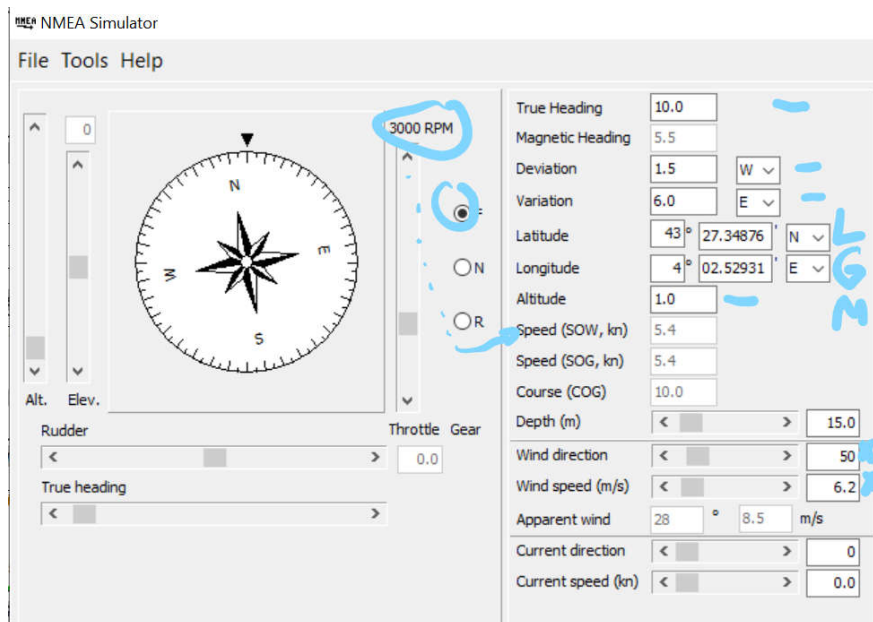 NMEA NMEA Simulator
File Tools Help
0
3000 RPM
N
E
S
W
F
N
R
Alt. Elev.
Rudder
Throttle Gear
0.0
True heading
True Heading 10.0
Magnetic Heading 5.5
Deviation 1.5 W
Variation 6.0 E
Latitude 43 ° 27.34876 ' N L
Longitude 4 ° 02.52931 ' E G
Altitude 1.0 M
Speed (SOW, kn) 5.4
Speed (SOG, kn) 5.4
Course (COG) 10.0
Depth (m) 15.0
Wind direction 50
Wind speed (m/s) 6.2
Apparent wind 28 ° 8.5 m/s
Current direction 0
Current speed (kn) 0.0